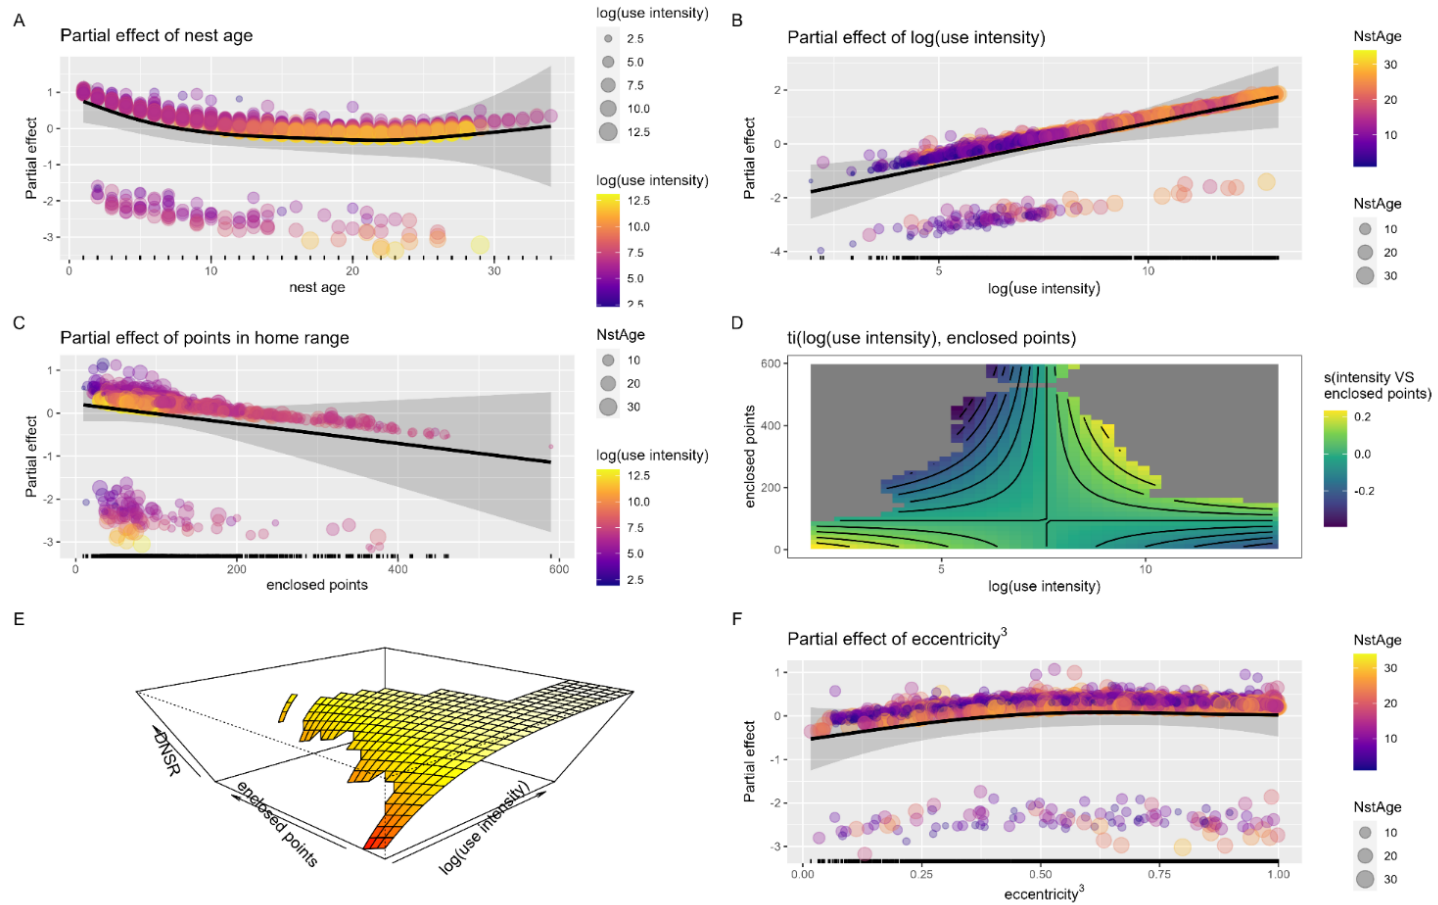 A
Partial effect of nest age
Partial effect
1
0
-1
-2
-3
0
10
20
30
nest age
log(use intensity)
2.5
5.0
7.5
10.0
12.5
log(use intensity)
12.5
10.0
7.5
5.0
2.5
B
Partial effect of log(use intensity)
Partial effect
2
0
-2
-4
5
10
log(use intensity)
NstAge
30
20
10
NstAge
10
20
30
C
Partial effect of points in home range
Partial effect
1
0
-1
-2
-3
0
200
400
600
enclosed points
NstAge
10
20
30
log(use intensity)
12.5
10.0
7.5
5.0
2.5
D
ti(log(use intensity), enclosed points)
enclosed points
600
400
200
0
5
10
log(use intensity)
s(intensity VS
enclosed points)
0.2
0.0
-0.2
E
DNSR
enclosed points
log(use intensity)
F
Partial effect of eccentricity³
Partial effect
1
0
-1
-2
-3
0.00
0.25
0.50
0.75
1.00
eccentricity³
NstAge
30
20
10
NstAge
10
20
30